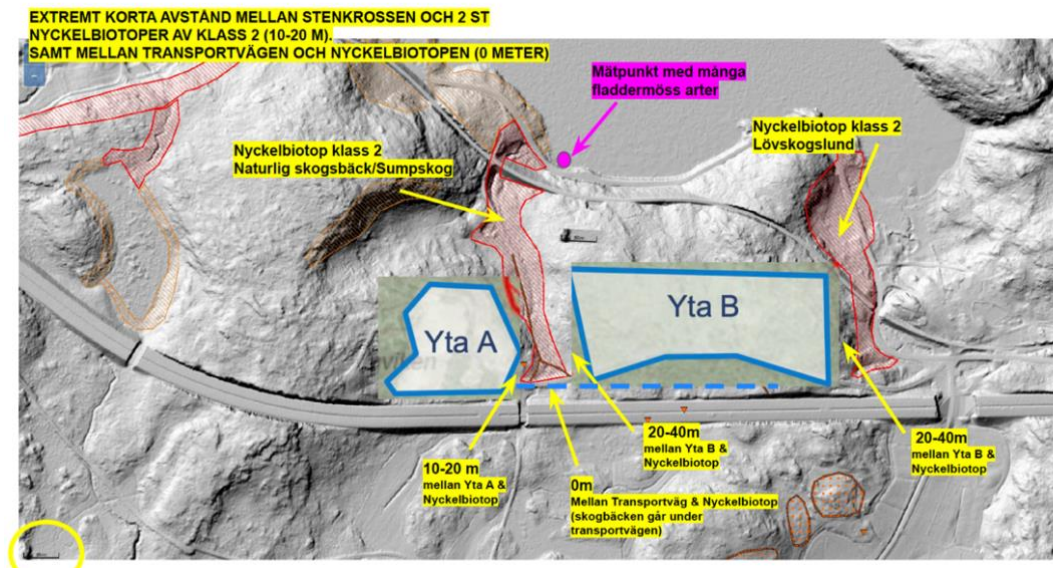 EXTREMT KORTA AVSTÅND MELLAN STENKROSSEN OCH 2 ST
NYCKELBIOTOPER AV KLASS 2 (10-20 M).
SAMT MELLAN TRANSPORTVÄGEN OCH NYCKELBIOTOPEN (0 METER)
Mätpunkt med många
fladdermöss arter
Nyckelbiotop klass 2
Lövskogslund
Nyckelbiotop klass 2
Naturlig skogsbäck/Sumpskog
Yta A
Yta B
10-20 m
mellan Yta A &
Nyckelbiotop
0m
Mellan Transportväg & Nyckelbiotop
(skogbäcken går under
transportvägen)
20-40m
mellan Yta B &
Nyckelbiotop
20-40m
mellan Yta B &
Nyckelbiotop